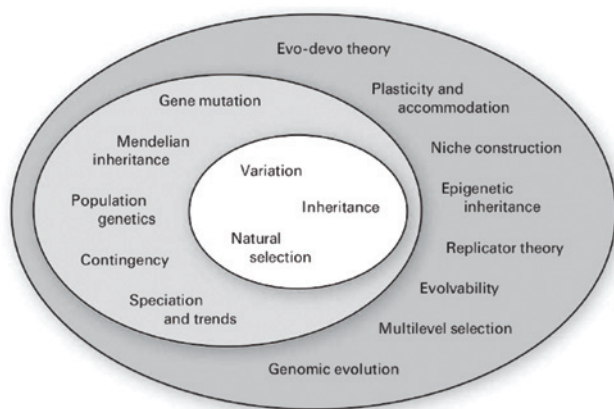 Evo-devo theory
Gene mutation
Plasticity and
accommodation
Mendelian
inheritance
Variation
Niche construction
Population
genetics
Inheritance
Epigenetic
inheritance
Natural
selection
Replicator theory
Contingency
Evolvability
Speciation
and trends
Multilevel selection
Genomic evolution